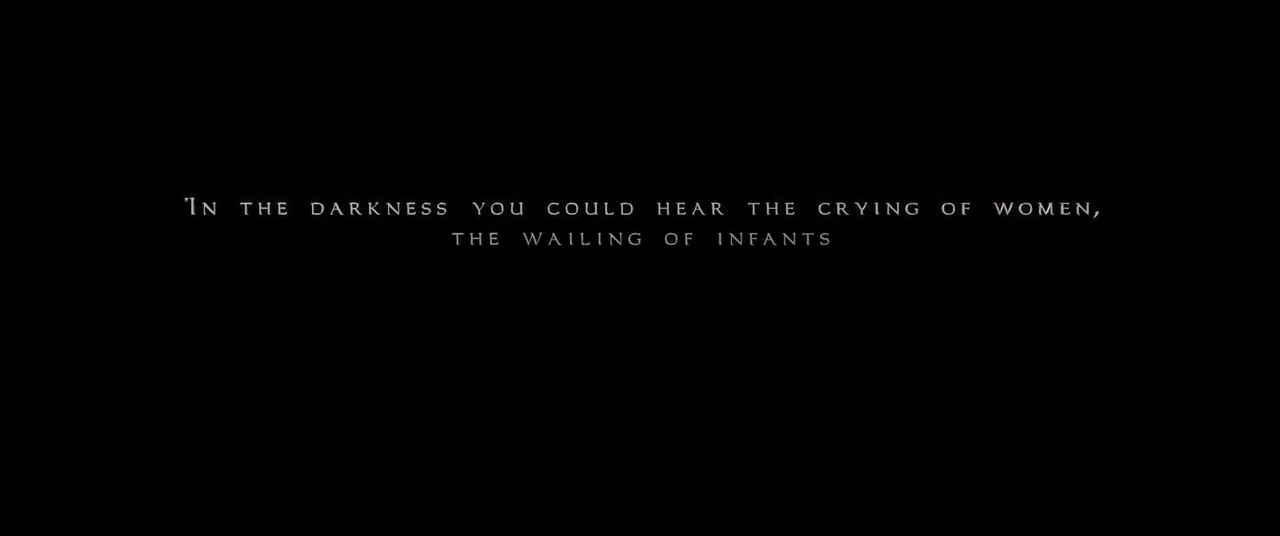 'In the darkness you could hear the crying of women,
the wailing of infants